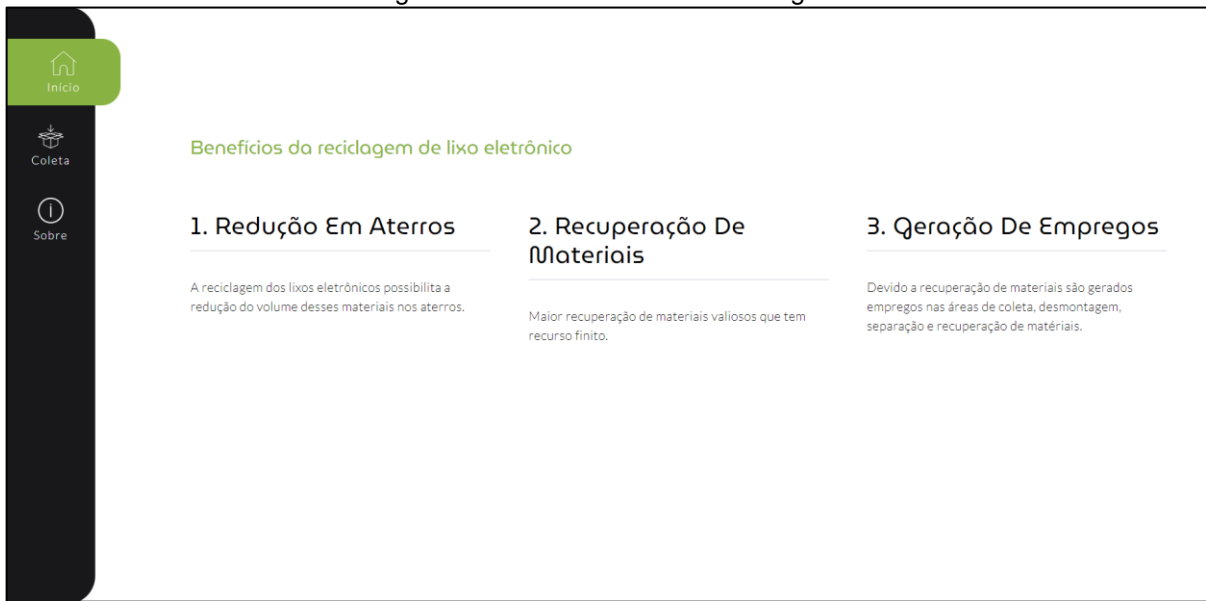 Início
Coleta
Sobre
Benefícios da reciclagem de lixo eletrônico
1. Redução Em Aterros
A reciclagem dos lixos eletrônicos possibilita a
redução do volume desses materiais nos aterros.
2. Recuperação De
Materiais
Maior recuperação de materiais valiosos que tem
recurso finito.
3. Geração De Empregos
Devido a recuperação de materiais são gerados
empregos nas áreas de coleta, desmontagem,
separação e recuperação de matériais.